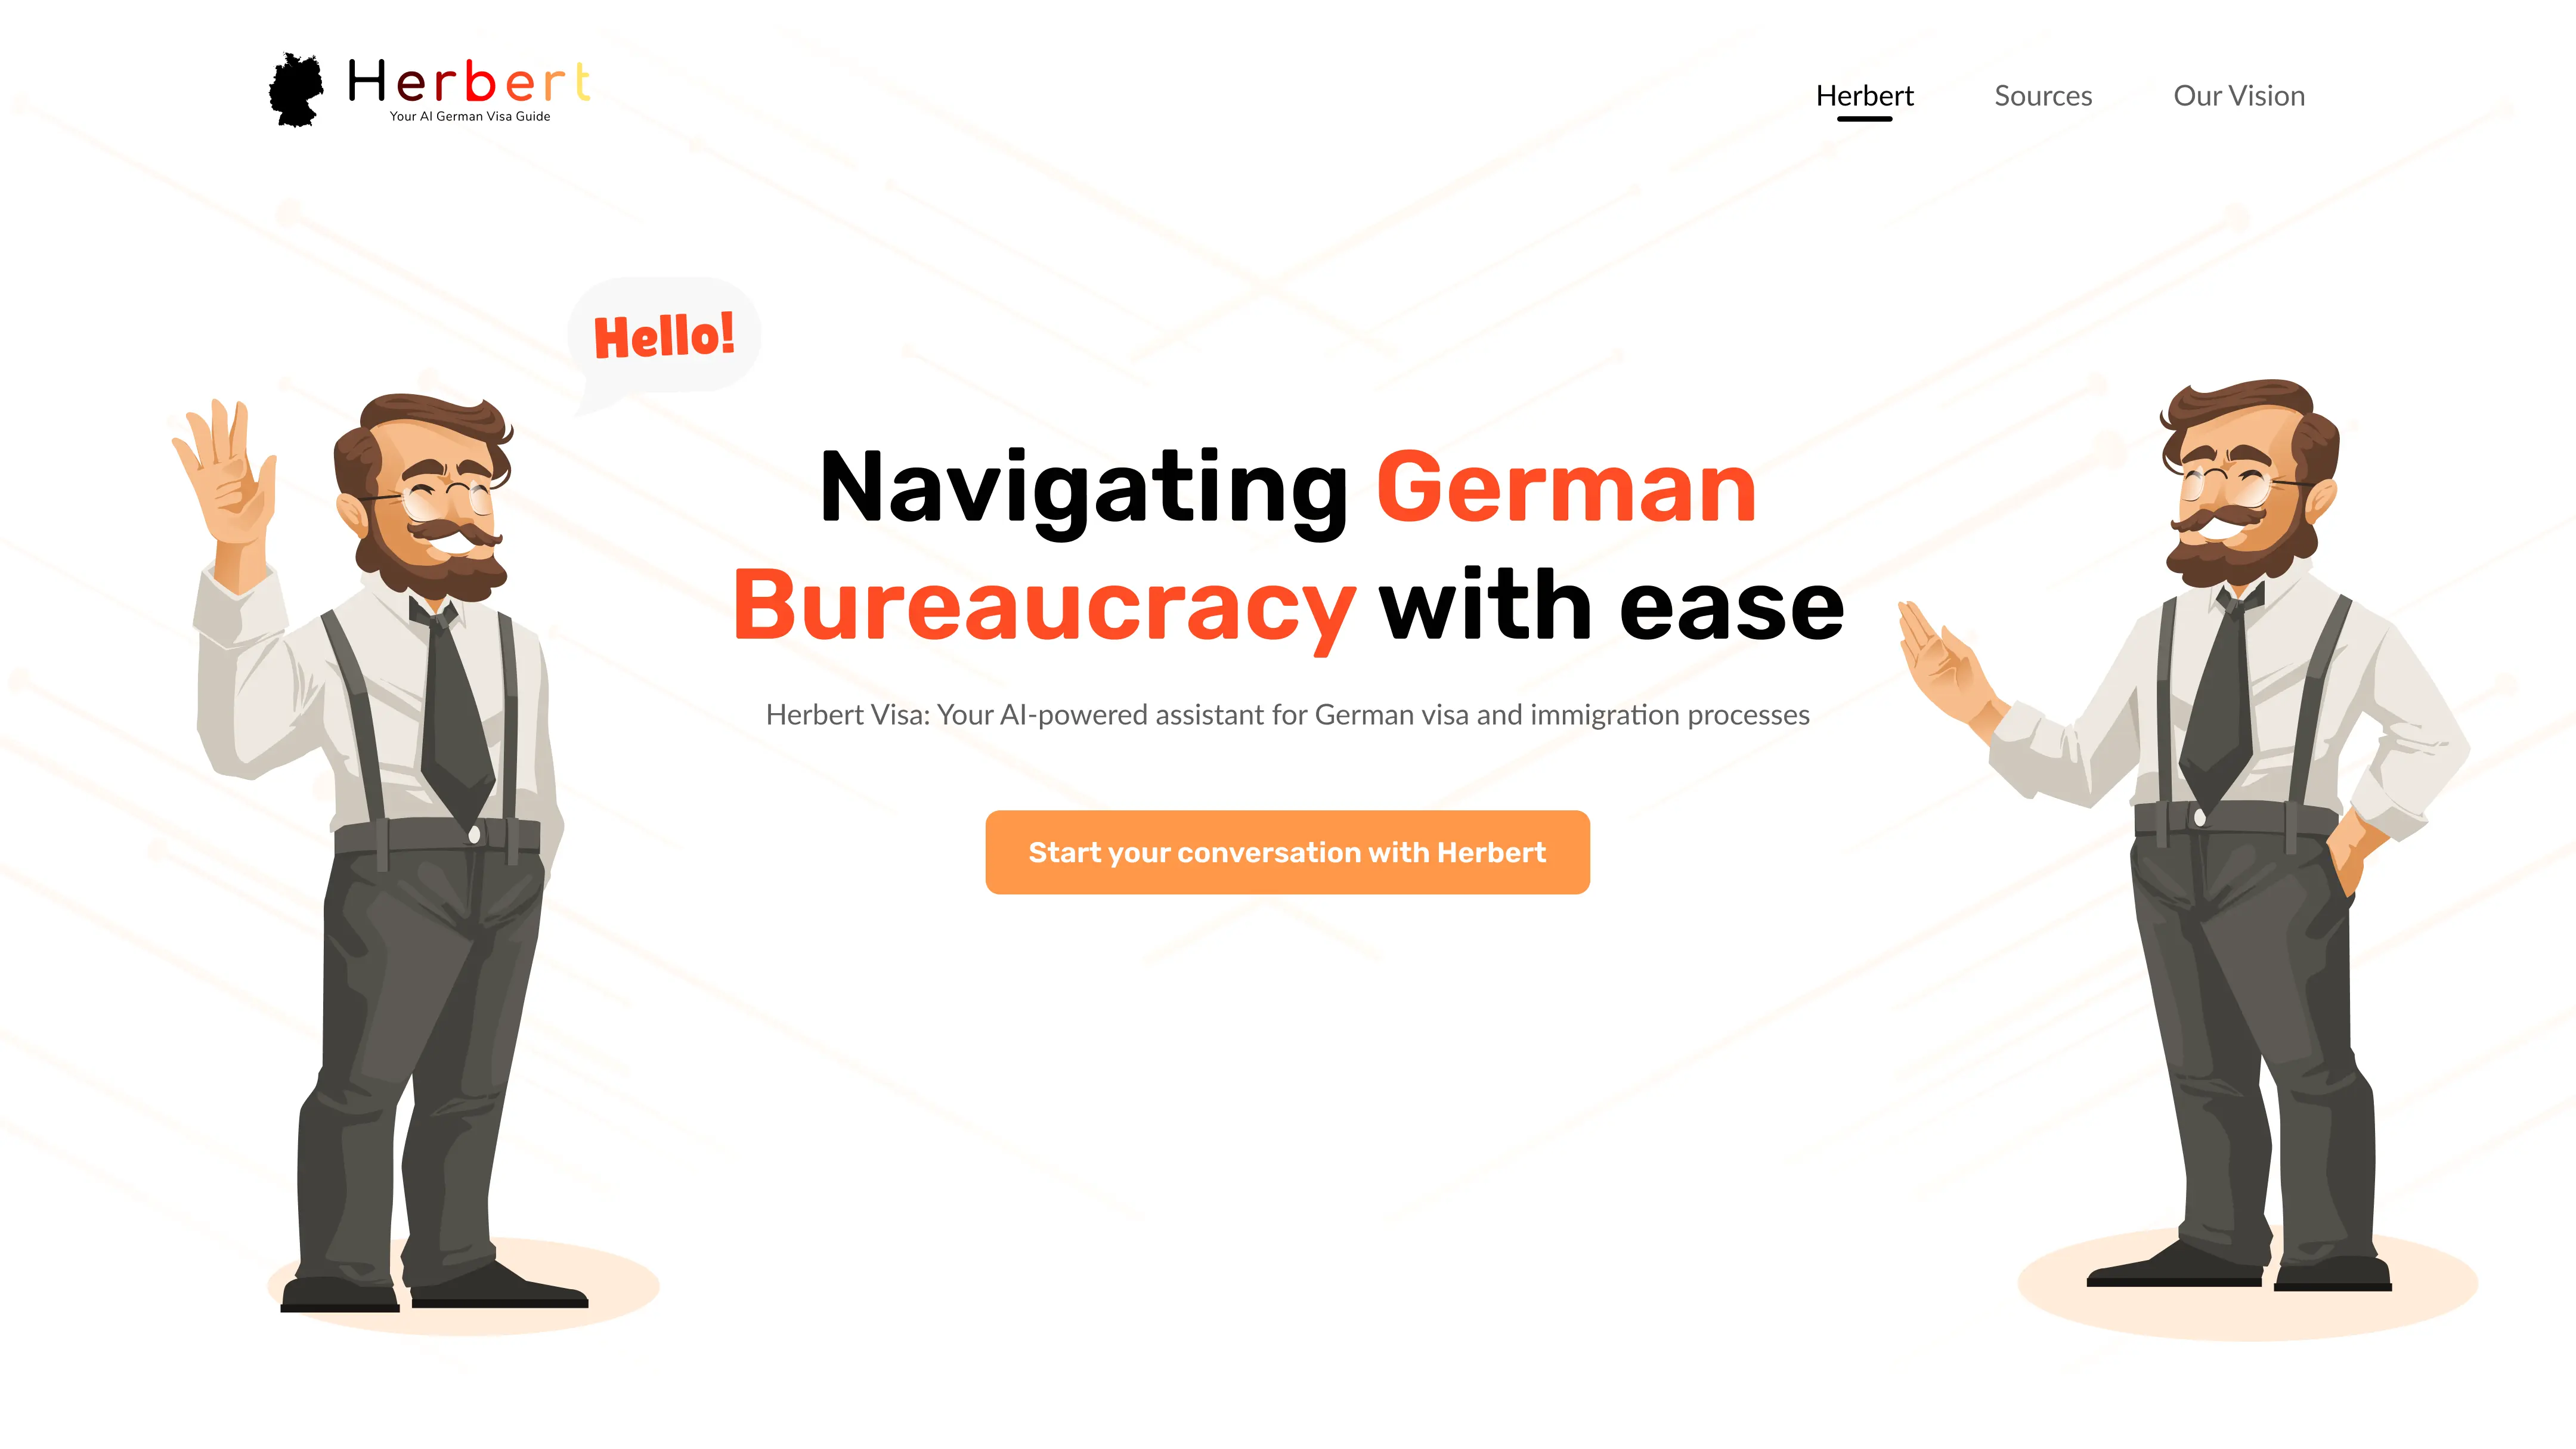 Herbert
Your AI German Visa Guide
Herbert Sources Our Vision
Hello!
Navigating German
Bureaucracy with ease
Herbert Visa: Your AI-powered assistant for German visa and immigration processes
Start your conversation with Herbert